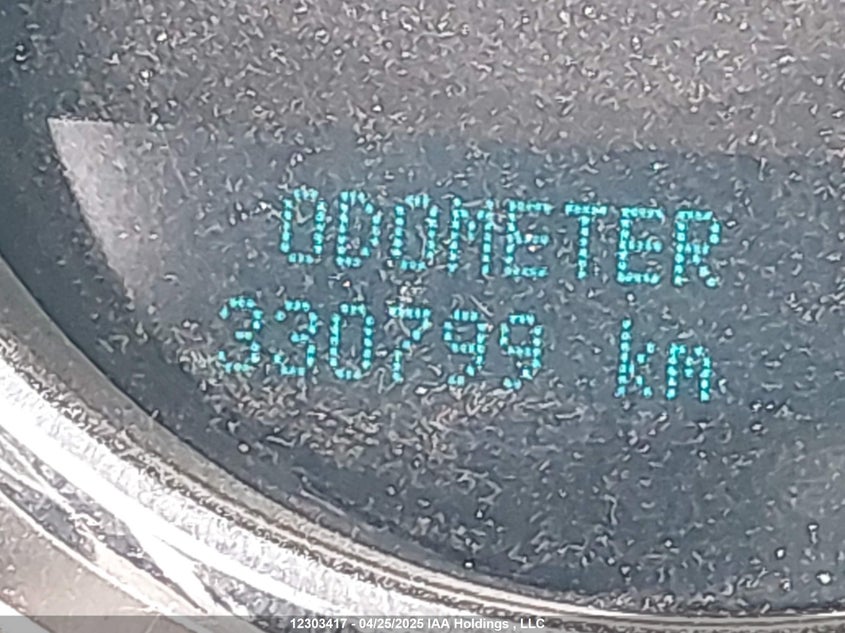 ODOMETER
330799 km
12303417 - 04/25/2025 IAA Holdings , LLC